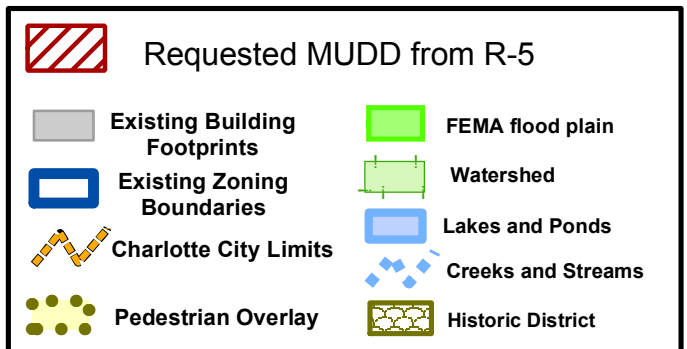 Requested MUDD from R-5
Existing Building
Footprints
Existing Zoning
Boundaries
Charlotte City Limits
Pedestrian Overlay
FEMA flood plain
Watershed
Lakes and Ponds
Creeks and Streams
Historic District